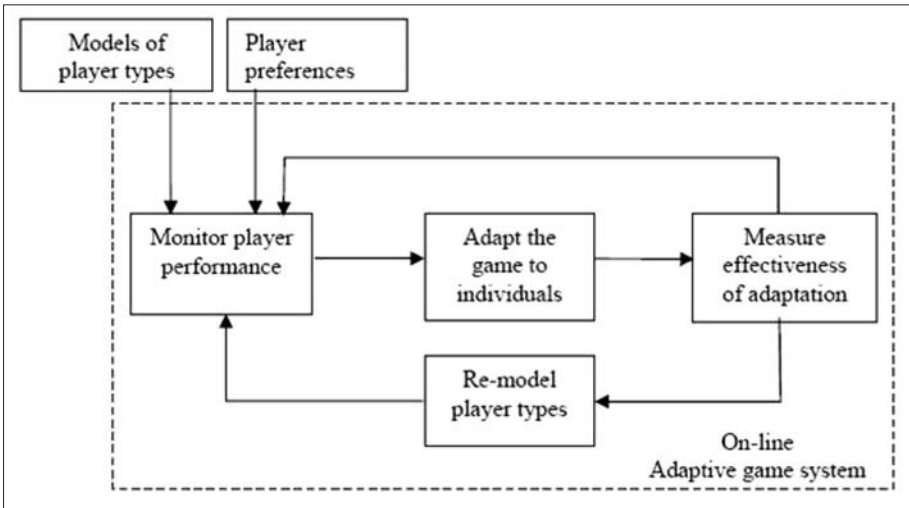 Models of
player types
Player
preferences
Monitor player
performance
Adapt the
game to
individuals
Measure
effectiveness
of adaptation
Re-model
player types
On-line
Adaptive game system